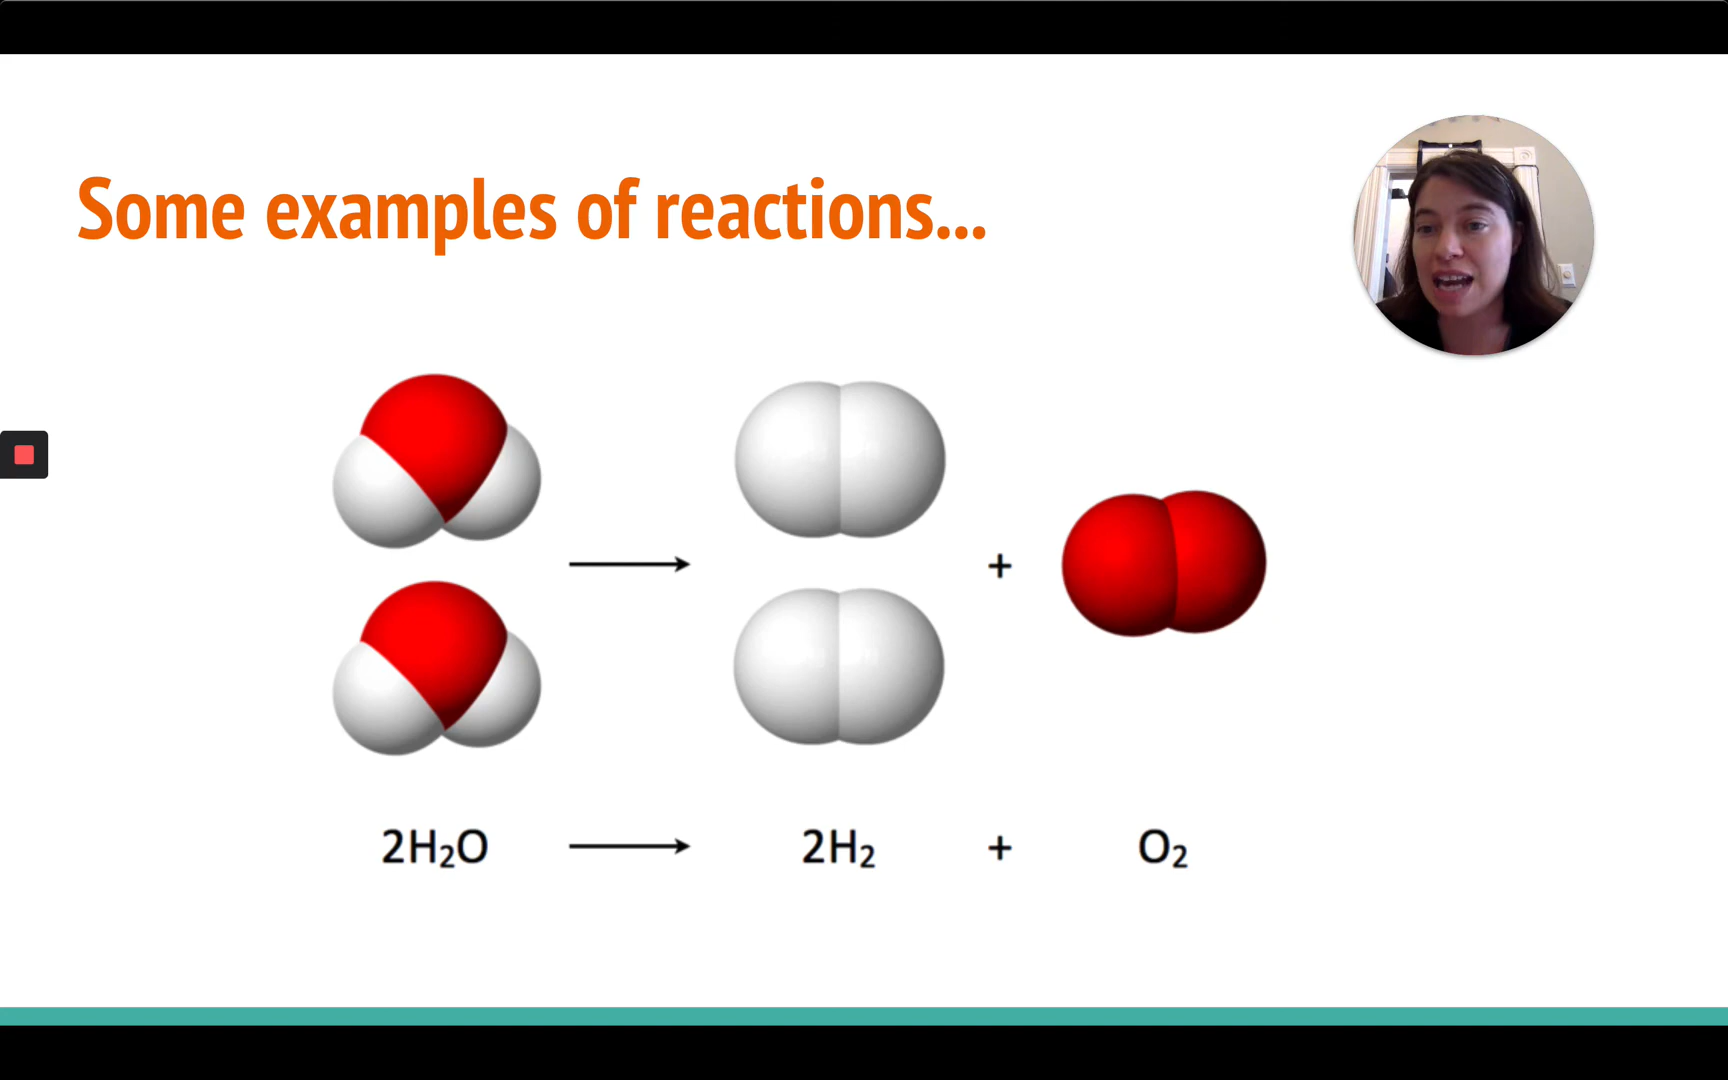 Some examples of reactions...
+
2H₂O → 2H₂ + O₂